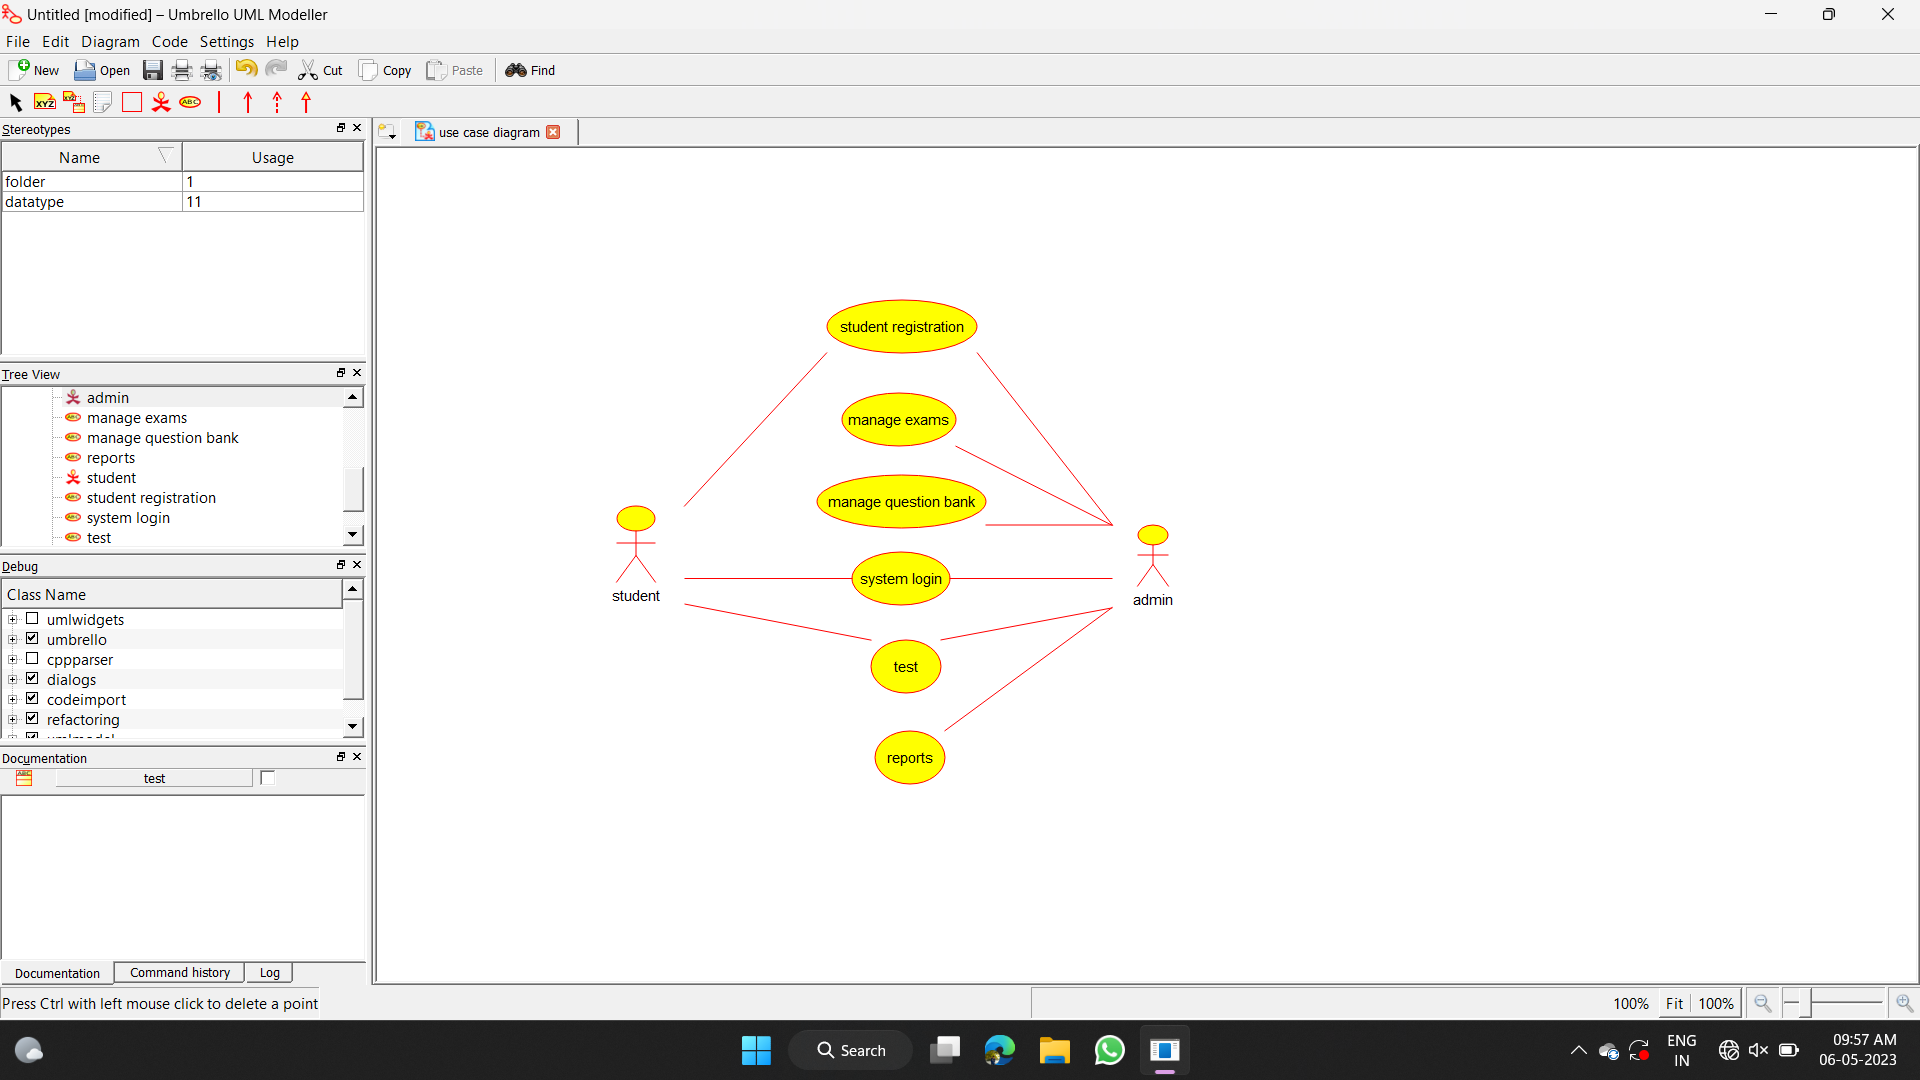 Untitled [modified] – Umbrello UML Modeller
File Edit Diagram Code Settings Help
New Open Cut Copy Paste Find
XYZ XYZ ABC
Stereotypes
use case diagram
Name Usage
folder 1
datatype 11
student registration
Tree View
admin
manage exams
manage question bank
reports
student
student registration
system login
test
manage exams
manage question bank
system login
student
admin
test
reports
Debug
Class Name
umlwidgets
umbrello
cppparser
dialogs
codeimport
refactoring
umlmodel
Documentation
test
Documentation Command history Log
Press Ctrl with left mouse click to delete a point
100% Fit 100%
Search
ENG
IN
09:57 AM
06-05-2023